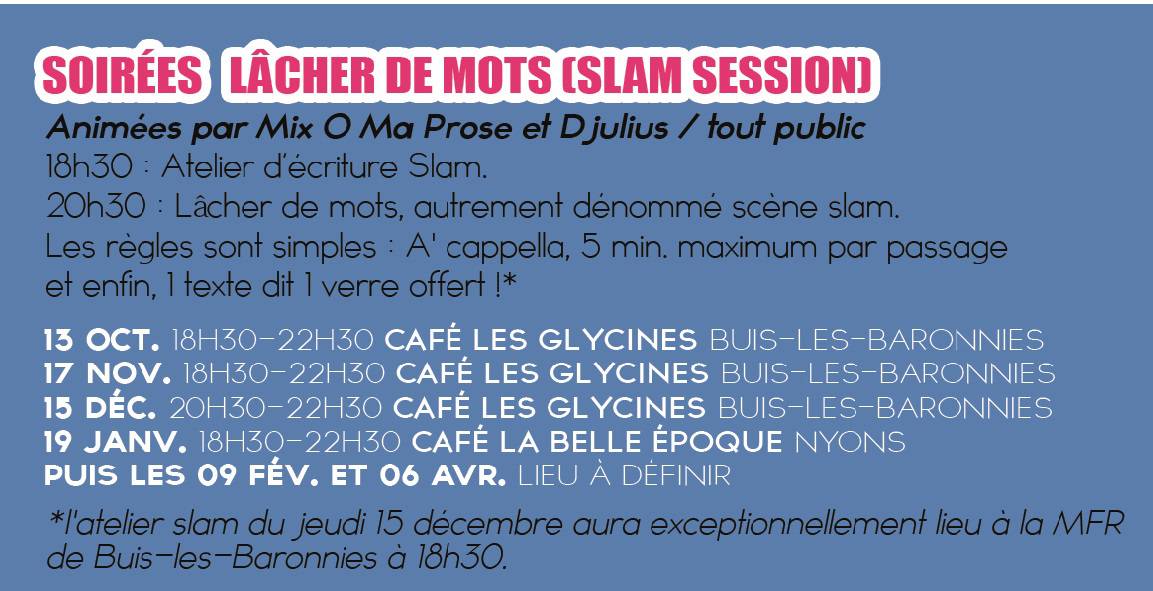 SOIRÉES LÂCHER DE MOTS (SLAM SESSION)
Animées par Mix O Ma Prose et Djulius / tout public
18h30 : Atelier d'écriture Slam.
20h30 : Lâcher de mots, autrement dénommé scène slam.
Les règles sont simples : A' cappella, 5 min. maximum par passage
et enfin, 1 texte dit 1 verre offert !*
13 OCT. 18H30-22H30 CAFÉ LES GLYCINES BUIS-LES-BARONNIES
17 NOV. 18H30-22H30 CAFÉ LES GLYCINES BUIS-LES-BARONNIES
15 DÉC. 20H30-22H30 CAFÉ LES GLYCINES BUIS-LES-BARONNIES
19 JANV. 18H30-22H30 CAFÉ LA BELLE ÉPOQUE NYONS
PUIS LES 09 FÉV. ET 06 AVR. LIEU À DÉFINIR
*l'atelier slam du jeudi 15 décembre aura exceptionnellement lieu à la MFR
de Buis-les-Baronnies à 18h30.